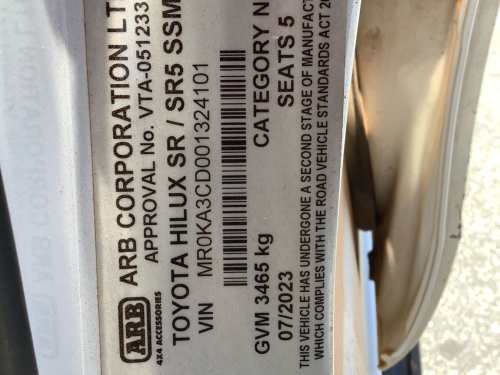 ARB
4X4 ACCESSORIES
ARB CORPORATION LT
APPROVAL No. VTA-051233
TOYOTA HILUX SR / SR5 SSM
VIN MR0KA3CD001324101
GVM 3465 kg CATEGORY N
07/2023 SEATS 5
THIS VEHICLE HAS UNDERGONE A SECOND STAGE OF MANUFACT
WHICH COMPLIES WITH THE ROAD VEHICLE STANDARDS ACT 20